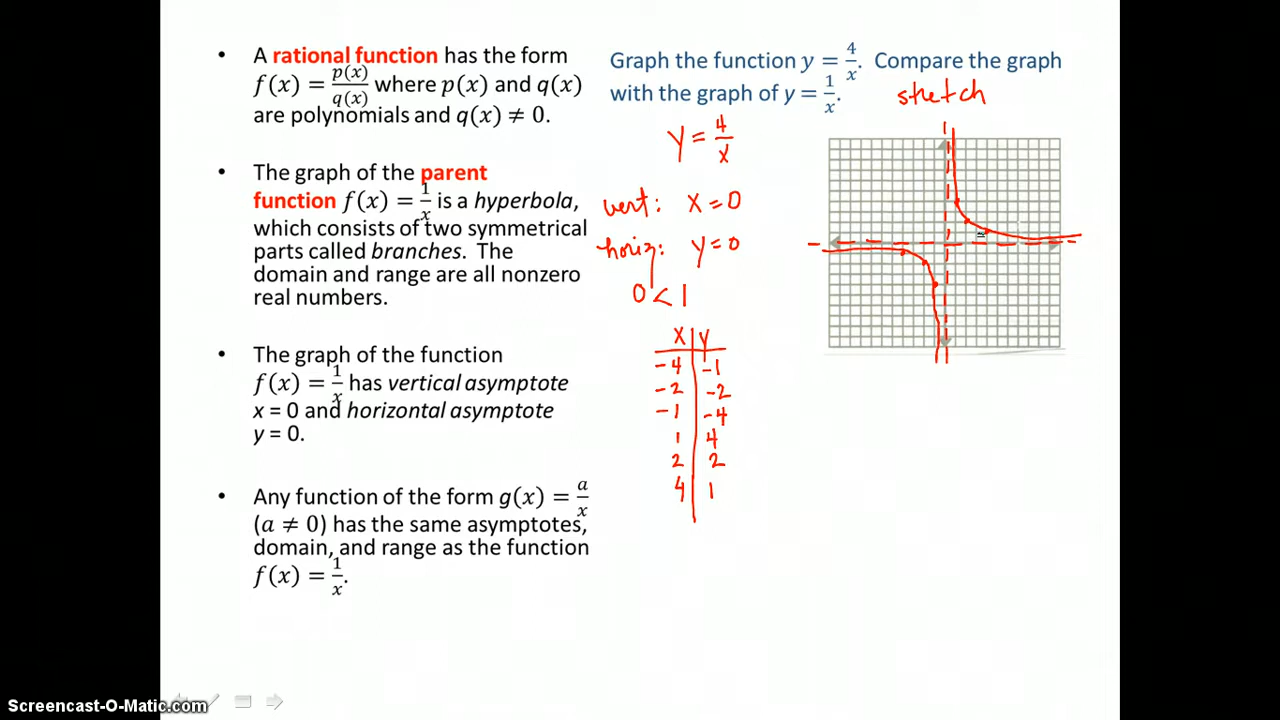 • A rational function has the form
f(x) = p(x)/q(x) where p(x) and q(x)
are polynomials and q(x) ≠ 0.
• The graph of the parent
function f(x) = 1/x is a hyperbola,
which consists of two symmetrical
parts called branches. The
domain and range are all nonzero
real numbers.
• The graph of the function
f(x) = 1/x has vertical asymptote
x = 0 and horizontal asymptote
y = 0.
• Any function of the form g(x) = a/x
(a ≠ 0) has the same asymptotes,
domain, and range as the function
f(x) = 1/x.
Graph the function y = 4/x. Compare the graph
with the graph of y = 1/x.
stretch
y = 4/x
vert: x = 0
horiz: y = 0
0 < 1
x y
-4 -1
-2 -2
-1 -4
1 4
2 2
4 1
Screencast-O-Matic.com